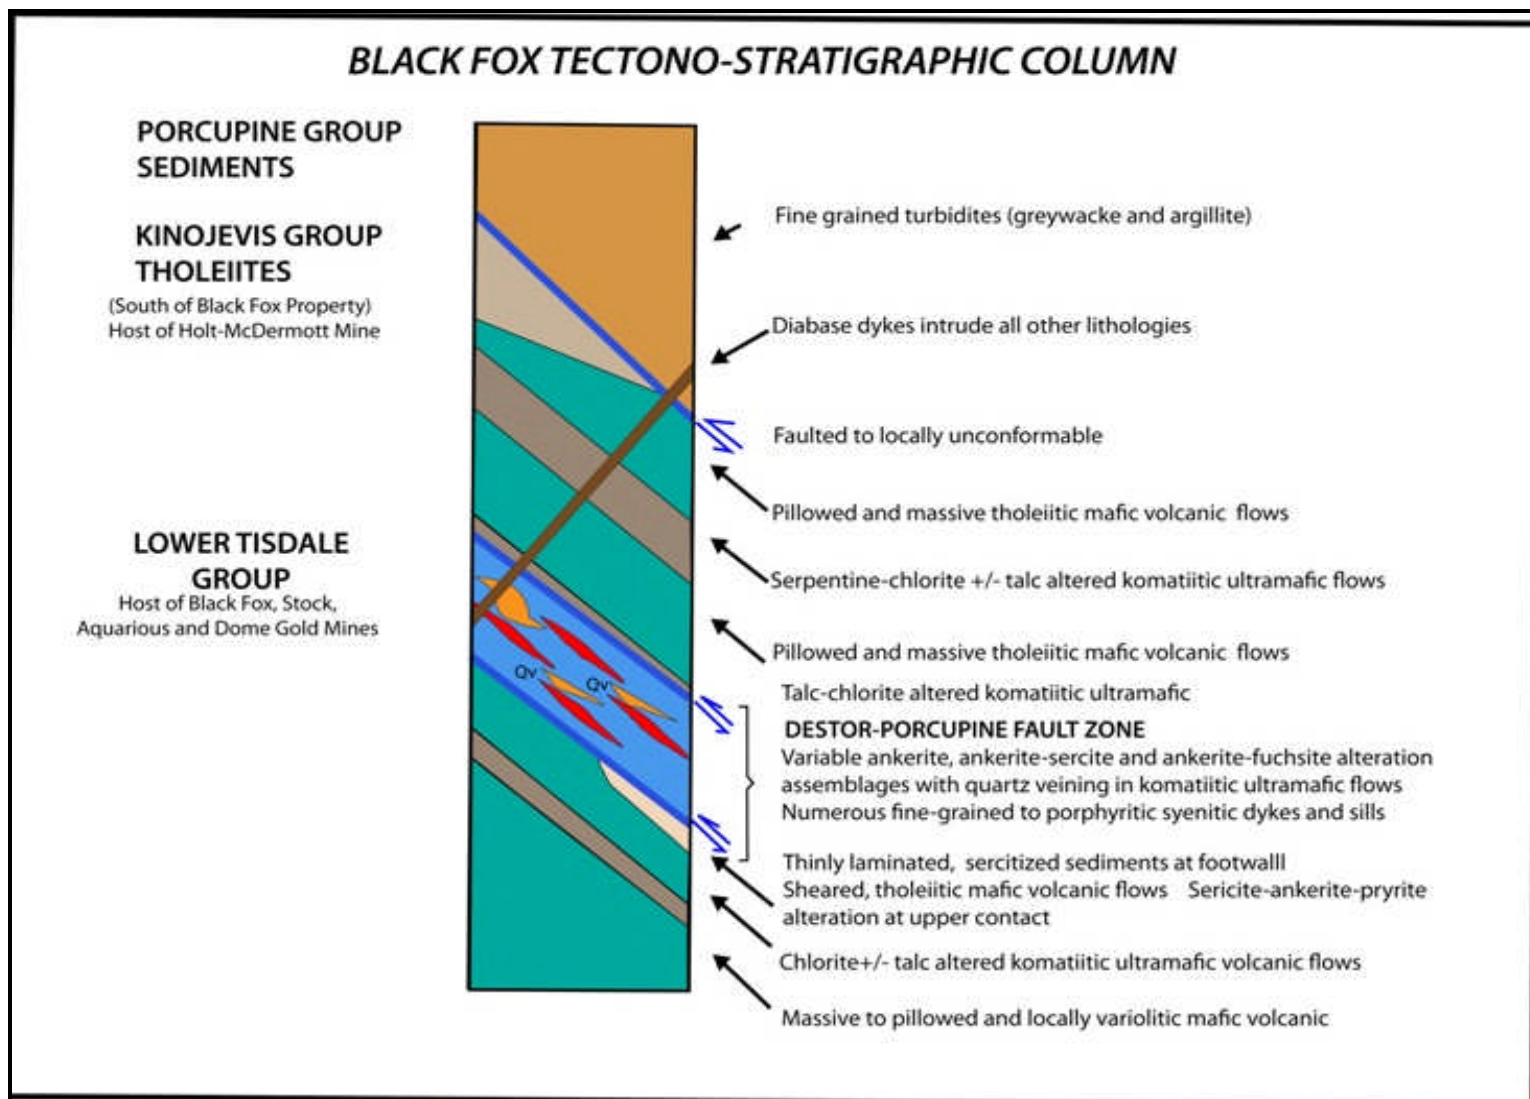 BLACK FOX TECTONO-STRATIGRAPHIC COLUMN
PORCUPINE GROUP
SEDIMENTS
KINOJEVIS GROUP
THOLEIITES
(South of Black Fox Property)
Host of Holt-McDermott Mine
LOWER TISDALE
GROUP
Host of Black Fox, Stock,
Aquarious and Dome Gold Mines
Qv
Qv
Fine grained turbidites (greywacke and argillite)
Diabase dykes intrude all other lithologies
Faulted to locally unconformable
Pillowed and massive tholeiitic mafic volcanic flows
Serpentine-chlorite +/- talc altered komatiitic ultramafic flows
Pillowed and massive tholeiitic mafic volcanic flows
Talc-chlorite altered komatiitic ultramafic
DESTOR-PORCUPINE FAULT ZONE
Variable ankerite, ankerite-sercite and ankerite-fuchsite alteration
assemblages with quartz veining in komatiitic ultramafic flows
Numerous fine-grained to porphyritic syenitic dykes and sills
Thinly laminated, sercitized sediments at footwalll
Sheared, tholeiitic mafic volcanic flows Sericite-ankerite-pryrite
alteration at upper contact
Chlorite+/- talc altered komatiitic ultramafic volcanic flows
Massive to pillowed and locally variolitic mafic volcanic